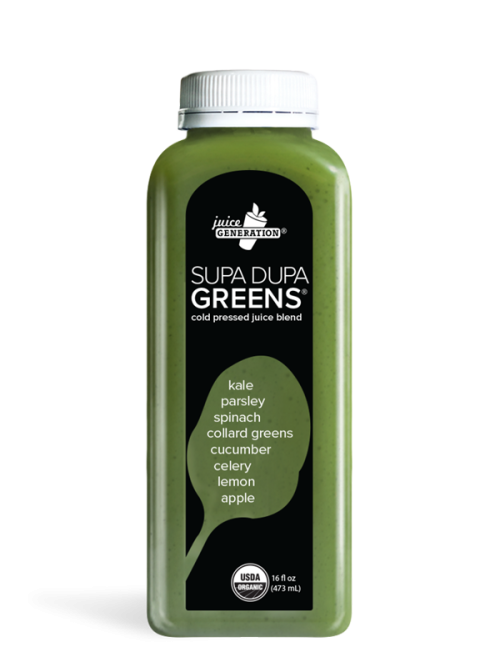 juice
GENERATION®
SUPA DUPA
GREENS®
cold pressed juice blend
kale
parsley
spinach
collard greens
cucumber
celery
lemon
apple
USDA
ORGANIC
16 fl oz
(473 mL)